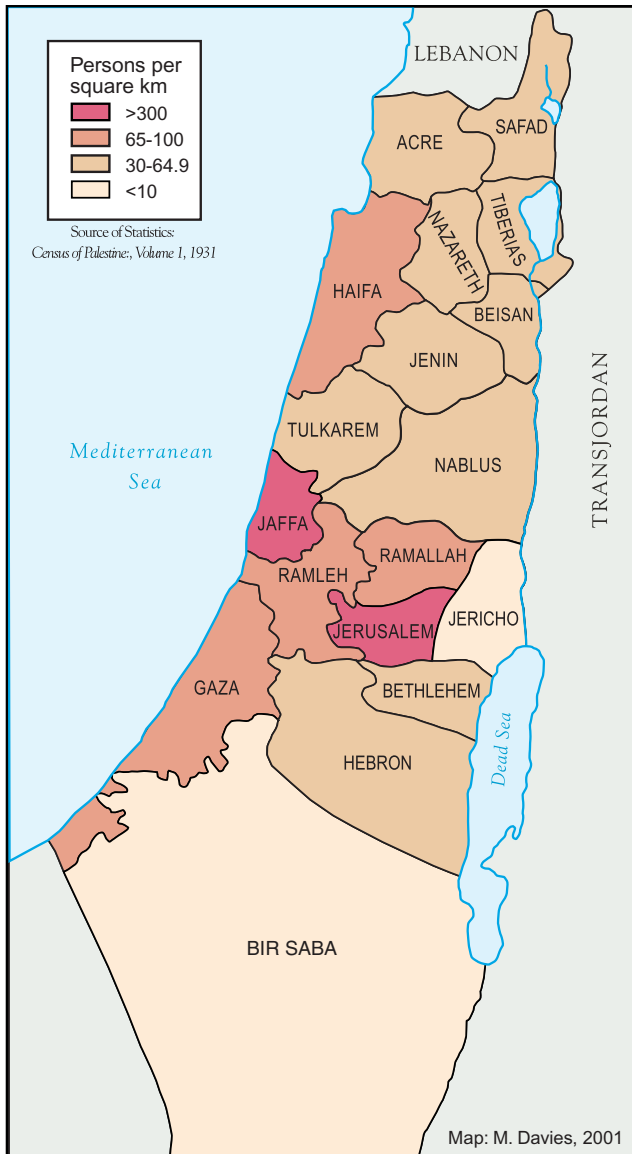 Persons per
square km
>300
65-100
30-64.9
<10
Source of Statistics:
Census of Palestine:, Volume 1, 1931
LEBANON
SAFAD
ACRE
TIBERIAS
NAZARETH
HAIFA
BEISAN
JENIN
TRANSJORDAN
TULKAREM
Mediterranean
Sea
NABLUS
JAFFA
RAMALLAH
RAMLEH
JERICHO
JERUSALEM
GAZA
BETHLEHEM
Dead Sea
HEBRON
BIR SABA
Map: M. Davies, 2001